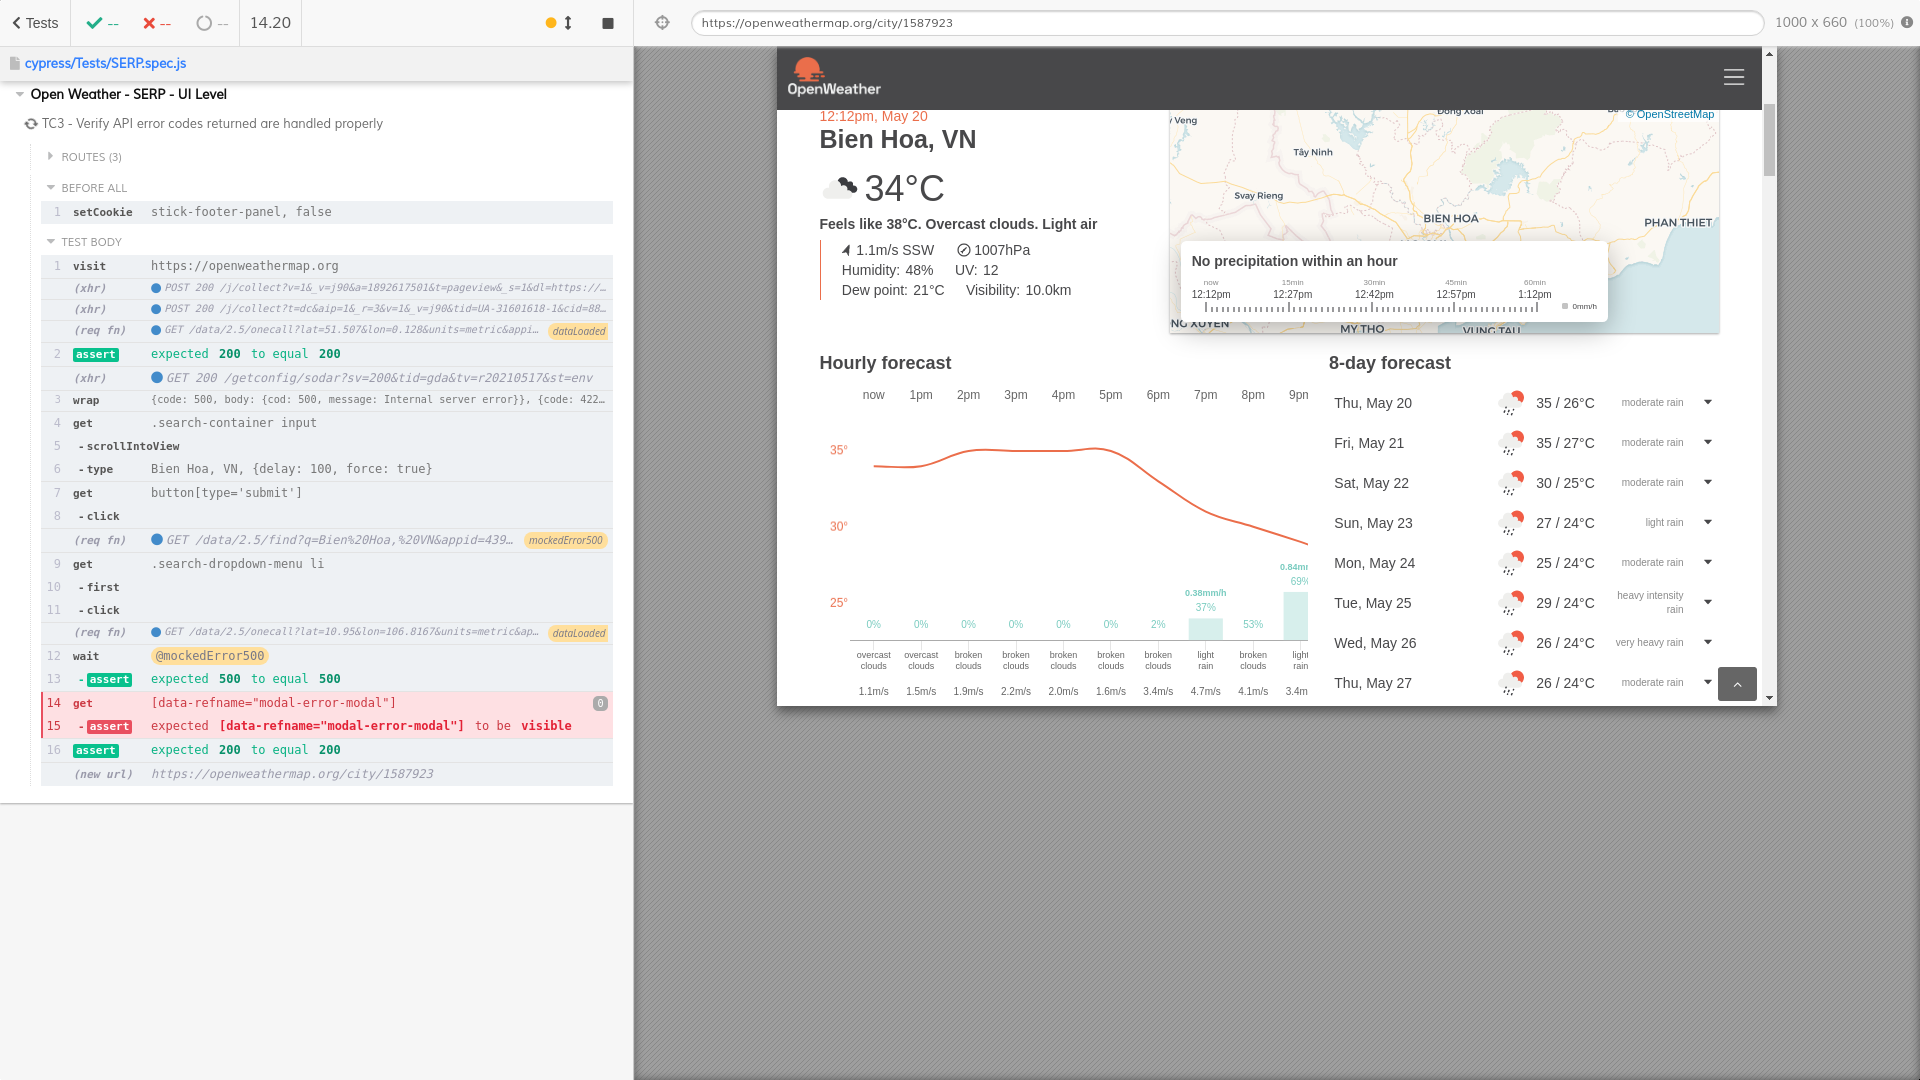 Tests
--
--
--
14.20
https://openweathermap.org/city/1587923
1000 x 660 (100%)
cypress/Tests/SERP.spec.js
Open Weather - SERP - UI Level
TC3 - Verify API error codes returned are handled properly
ROUTES (3)
BEFORE ALL
1 setCookie stick-footer-panel, false
TEST BODY
1 visit https://openweathermap.org
(xhr) POST 200 /j/collect?v=1&_v=j90&a=1892617501&t=pageview&_s=1&dl=https://…
(xhr) POST 200 /j/collect?t=dc&aip=1&_r=3&v=1&_v=j90&tid=UA-31601618-1&cid=88…
(req fn) GET /data/2.5/onecall?lat=51.507&lon=0.128&units=metric&appi… dataLoaded
2 assert expected 200 to equal 200
(xhr) GET 200 /getconfig/sodar?sv=200&tid=gda&tv=r20210517&st=env
3 wrap {code: 500, body: {cod: 500, message: Internal server error}}, {code: 422…
4 get .search-container input
5 -scrollIntoView
6 -type Bien Hoa, VN, {delay: 100, force: true}
7 get button[type='submit']
8 -click
(req fn) GET /data/2.5/find?q=Bien%20Hoa,%20VN&appid=439… mockedError500
9 get .search-dropdown-menu li
10 -first
11 -click
(req fn) GET /data/2.5/onecall?lat=10.95&lon=106.8167&units=metric&ap… dataLoaded
12 wait @mockedError500
13 -assert expected 500 to equal 500
14 get [data-refname="modal-error-modal"] 0
15 -assert expected [data-refname="modal-error-modal"] to be visible
16 assert expected 200 to equal 200
(new url) https://openweathermap.org/city/1587923
OpenWeather
12:12pm, May 20
Bien Hoa, VN
34°C
Feels like 38°C. Overcast clouds. Light air
1.1m/s SSW 1007hPa
Humidity: 48% UV: 12
Dew point: 21°C Visibility: 10.0km
© OpenStreetMap
y Veng
Dong Xoai
Tây Ninh
Svay Rieng
BIEN HOA
PHAN THIET
No precipitation within an hour
now 15min 30min 45min 60min
12:12pm 12:27pm 12:42pm 12:57pm 1:12pm
0mm/h
NG XUYEN
MY THO
VUNG TAU
Hourly forecast
now 1pm 2pm 3pm 4pm 5pm 6pm 7pm 8pm 9pm
35°
30°
25°
0.84mm
69%
0.38mm/h
37%
0% 0% 0% 0% 0% 0% 2% 53%
overcast clouds overcast clouds broken clouds broken clouds broken clouds broken clouds broken clouds light rain broken clouds light rain
1.1m/s 1.5m/s 1.9m/s 2.2m/s 2.0m/s 1.6m/s 3.4m/s 4.7m/s 4.1m/s 3.4m
8-day forecast
Thu, May 20 35 / 26°C moderate rain
Fri, May 21 35 / 27°C moderate rain
Sat, May 22 30 / 25°C moderate rain
Sun, May 23 27 / 24°C light rain
Mon, May 24 25 / 24°C moderate rain
Tue, May 25 29 / 24°C heavy intensity rain
Wed, May 26 26 / 24°C very heavy rain
Thu, May 27 26 / 24°C moderate rain